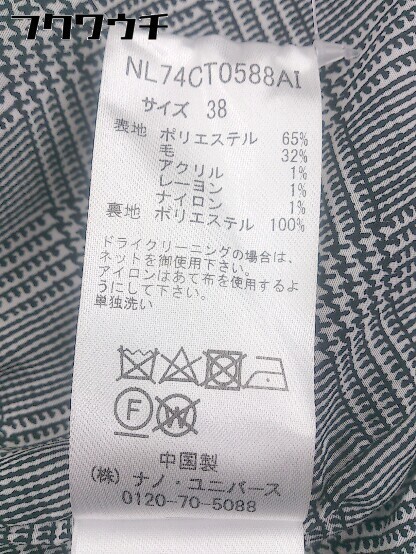 フクウウチ
NL74CT0588AI
サイズ 38
表地 ポリエステル 65%
毛 32%
アクリル 1%
レーヨン 1%
ナイロン 1%
裏地 ポリエステル 100%
ドライクリーニングの場合は、
ネットを御使用下さい。
アイロンはあて布を使用するよ
うにして下さい。
単独洗い
F W
中国製
(株) ナノ・ユニバース
0120-70-5088